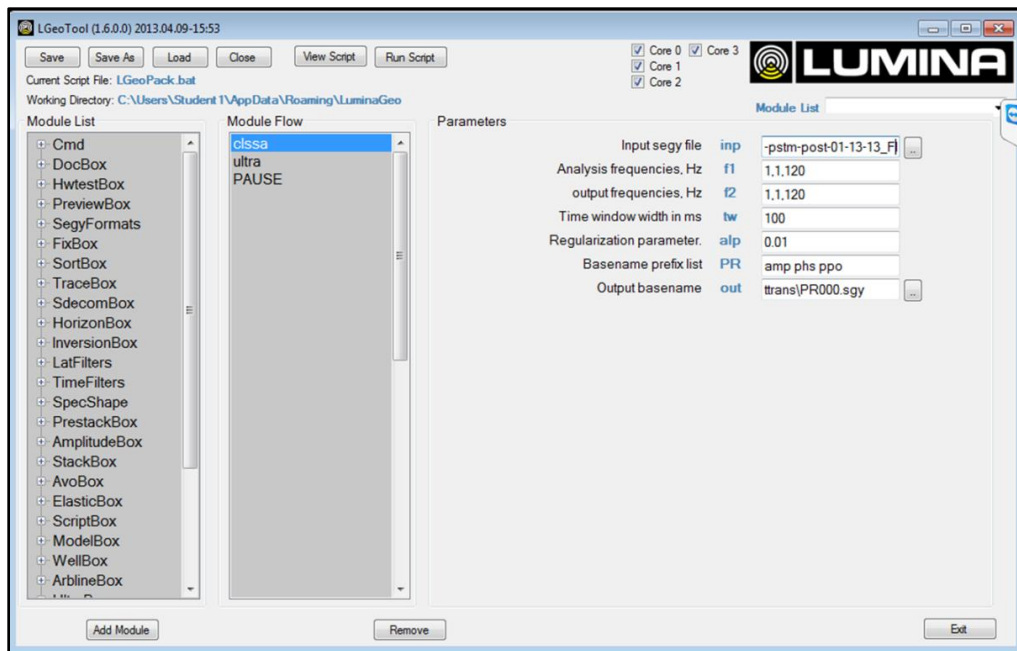 LGeoTool (1.6.0.0) 2013.04.09-15:53
Save Save As Load Close View Script Run Script
Core 0 Core 3
Core 1
Core 2
LUMINA
Current Script File: LGeoPack.bat
Working Directory: C:\Users\Student1\AppData\Roaming\LuminaGeo
Module List
Module List
Cmd
DocBox
HwtestBox
PreviewBox
SegyFormats
FixBox
SortBox
TraceBox
SdecomBox
HorizonBox
InversionBox
LatFilters
TimeFilters
SpecShape
PrestackBox
AmplitudeBox
StackBox
AvoBox
ElasticBox
ScriptBox
ModelBox
WellBox
ArblineBox
Module Flow
clssa
ultra
PAUSE
Parameters
Input segy file inp -pstm-post-01-13-13_Fl ..
Analysis frequencies, Hz f1 1,1,120
output frequencies, Hz f2 1,1,120
Time window width in ms tw 100
Regularization parameter. alp 0.01
Basename prefix list PR amp phs ppo
Output basename out ttrans\PR000.sgy ..
Add Module Remove Exit